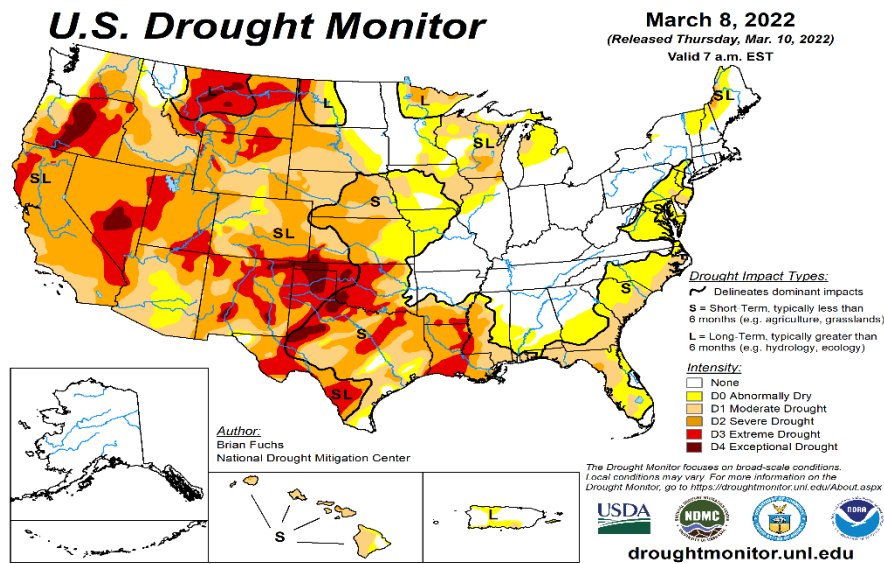 U.S. Drought Monitor
March 8, 2022
(Released Thursday, Mar. 10, 2022)
Valid 7 a.m. EST
L
L
L
SL
SL
SL
S
SL
SL
S
S
SL
Drought Impact Types:
Delineates dominant impacts
S = Short-Term, typically less than
6 months (e.g. agriculture, grasslands)
L = Long-Term, typically greater than
6 months (e.g. hydrology, ecology)
Intensity:
None
D0 Abnormally Dry
D1 Moderate Drought
D2 Severe Drought
D3 Extreme Drought
D4 Exceptional Drought
Author:
Brian Fuchs
National Drought Mitigation Center
S
L
The Drought Monitor focuses on broad-scale conditions.
Local conditions may vary. For more information on the
Drought Monitor, go to https://droughtmonitor.unl.edu/About.aspx
USDA
NDMC
NOAA
droughtmonitor.unl.edu